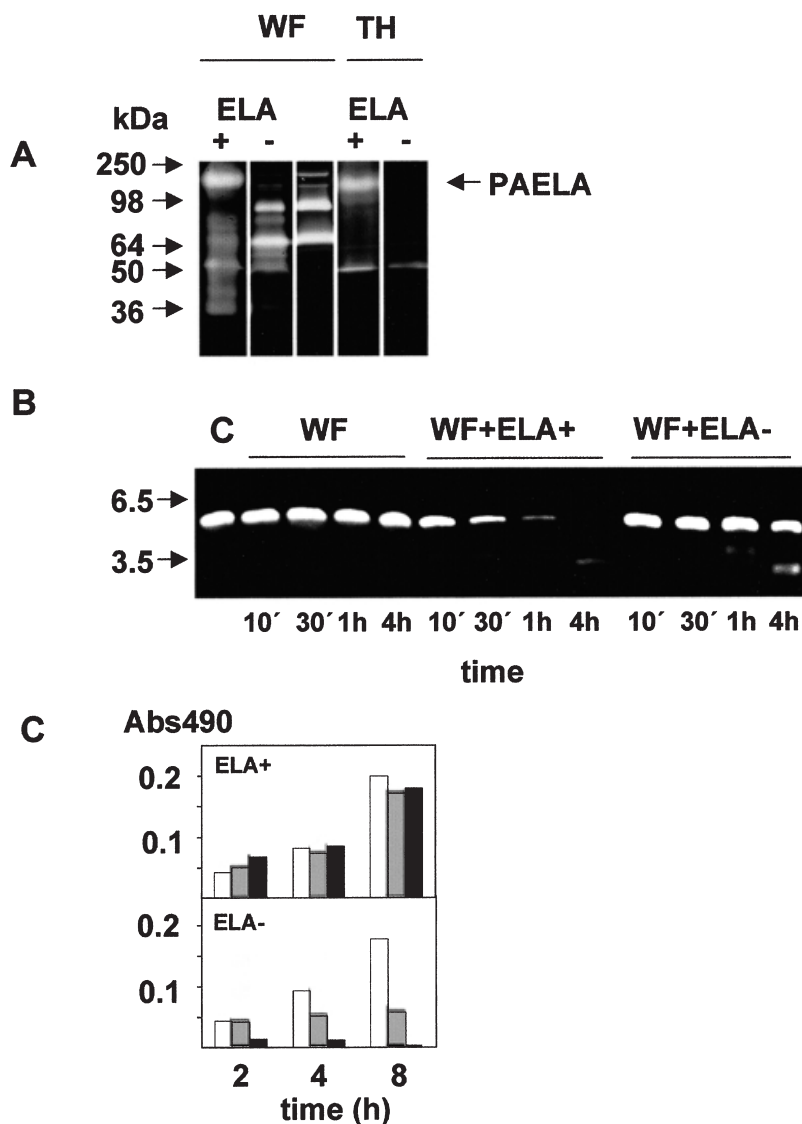 WF TH
kDa ELA ELA
+ - + -
A
250
98
64
50
36
PAELA
B
C WF WF+ELA+ WF+ELA-
6.5
3.5
10´ 30´ 1h 4h 10´ 30´ 1h 4h 10´ 30´ 1h 4h
time
C Abs490
ELA+
0.2
0.1
ELA-
0.2
0.1
2 4 8
time (h)